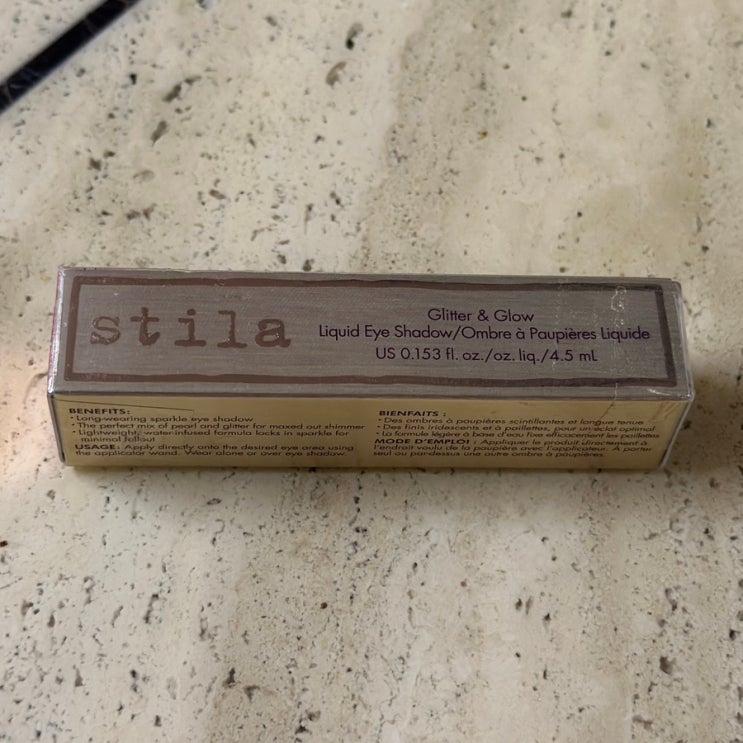 stila
Glitter & Glow
Liquid Eye Shadow/Ombre à Paupières Liquide
US 0.153 fl. oz./oz. liq./4.5 mL
BENEFITS:
• Long-wearing sparkle eye shadow
• The perfect mix of pearl and glitter for maxed out shimmer
• Lightweight, water-infused formula locks in sparkle for
minimal fallout
USAGE: Apply directly onto the desired eye area using
the applicator wand. Wear alone or over eye shadow.
BIENFAITS :
• Des ombres à paupières scintillantes et longue tenue
• Des finis iridescents et à paillettes, pour un éclat optimal
• La formule légère à base d'eau fixe efficacement les paillettes
MODE D'EMPLOI : Appliquer le produit directement à
l'endroit voulu de la paupière avec l'applicateur. À porter
seul ou par-dessus une autre ombre à paupières.